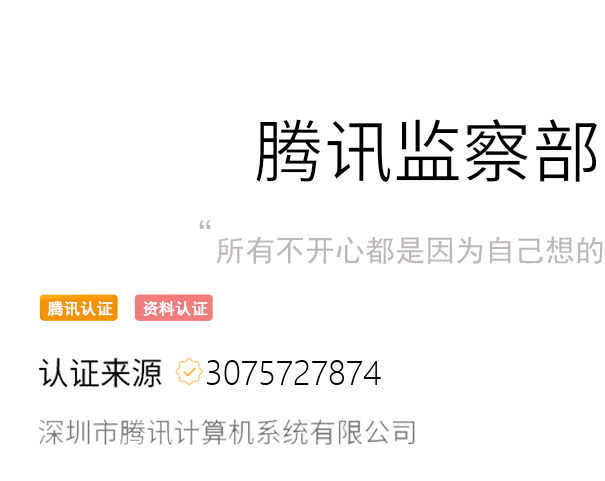 腾讯监察部
“所有不开心都是因为自己想的
腾讯认证 资料认证
认证来源 3075727874
深圳市腾讯计算机系统有限公司